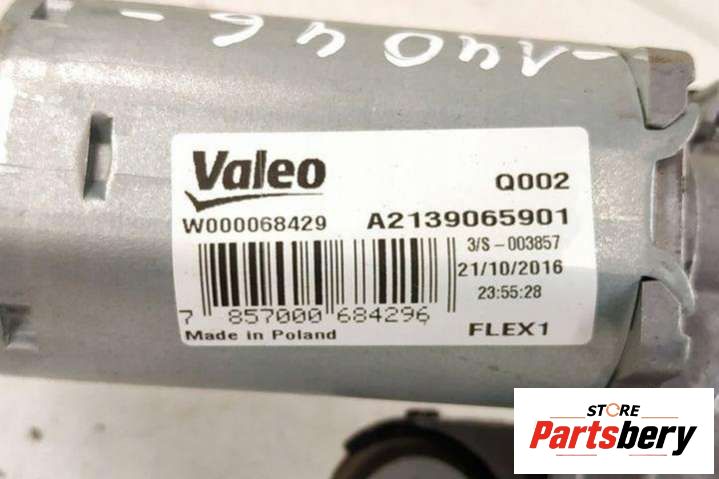 -94046-
Valeo
Q002
W000068429
A2139065901
3/S-003857
21/10/2016
23:55:28
7 857000 684296
Made in Poland
FLEX1
STORE
Partsbery